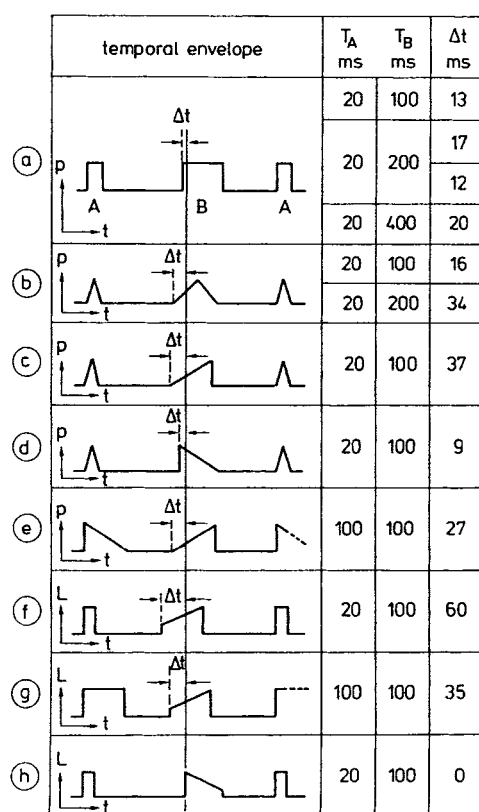 temporal envelope T_A ms T_B ms Δt ms
20 100 13
a p Δt A B A t 20 200 17
12
20 400 20
b p Δt t 20 100 16
20 200 34
c p Δt t 20 100 37
d p Δt t 20 100 9
e p Δt t 100 100 27
f L Δt t 20 100 60
g L Δt t 100 100 35
h L t 20 100 0